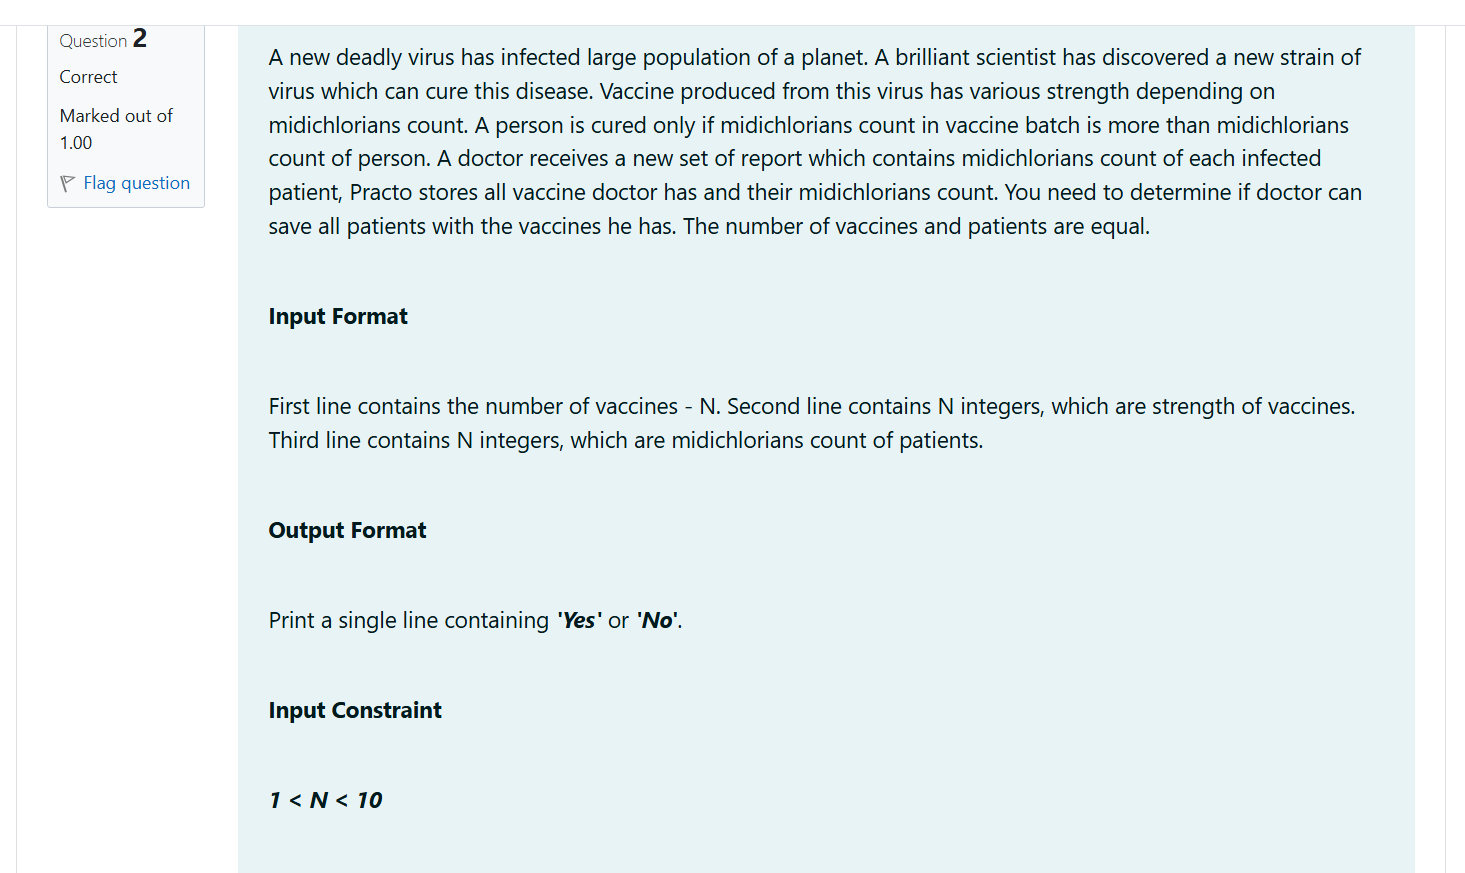 Question 2
Correct
Marked out of
1.00
Flag question
A new deadly virus has infected large population of a planet. A brilliant scientist has discovered a new strain of
virus which can cure this disease. Vaccine produced from this virus has various strength depending on
midichlorians count. A person is cured only if midichlorians count in vaccine batch is more than midichlorians
count of person. A doctor receives a new set of report which contains midichlorians count of each infected
patient, Practo stores all vaccine doctor has and their midichlorians count. You need to determine if doctor can
save all patients with the vaccines he has. The number of vaccines and patients are equal.
Input Format
First line contains the number of vaccines - N. Second line contains N integers, which are strength of vaccines.
Third line contains N integers, which are midichlorians count of patients.
Output Format
Print a single line containing 'Yes' or 'No'.
Input Constraint
1 < N < 10